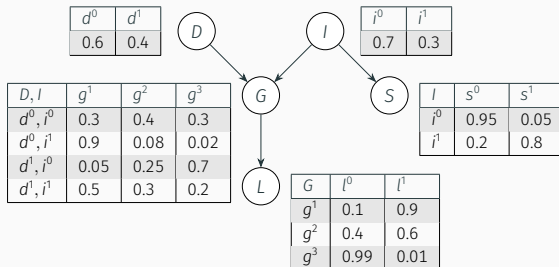 d⁰ d¹
0.6 0.4
D
I
i⁰ i¹
0.7 0.3
D, I g¹ g² g³
d⁰, i⁰ 0.3 0.4 0.3
d⁰, i¹ 0.9 0.08 0.02
d¹, i⁰ 0.05 0.25 0.7
d¹, i¹ 0.5 0.3 0.2
G
S
I s⁰ s¹
i⁰ 0.95 0.05
i¹ 0.2 0.8
L
G l⁰ l¹
g¹ 0.1 0.9
g² 0.4 0.6
g³ 0.99 0.01